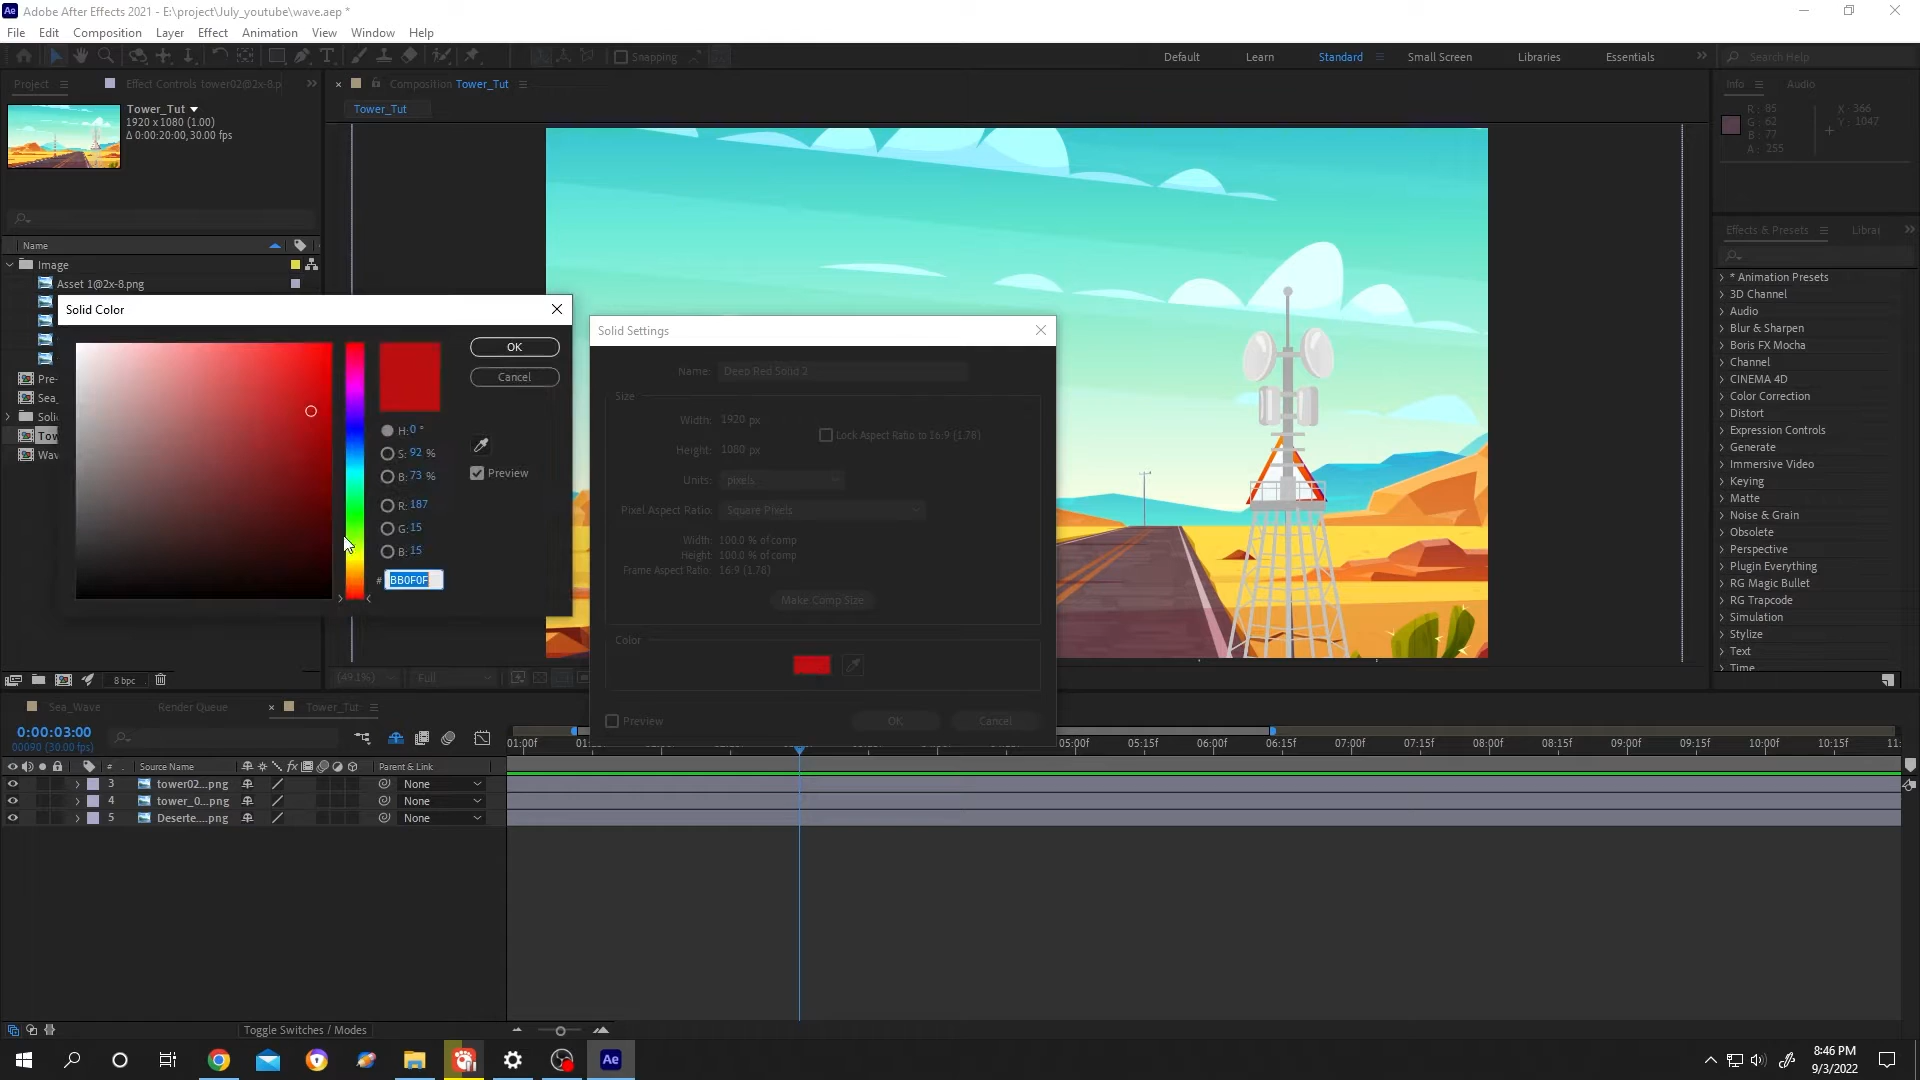 Adobe After Effects 2021 - E:\project\July_youtube\wave.aep *
File Edit Composition Layer Effect Animation View Window Help
Snapping
Default Learn Standard Small Screen Libraries Essentials
Search Help
Project Effect Controls tower02@2x-8.p
Composition Tower_Tut
Info Audio
Tower_Tut
Tower_Tut
1920 x 1080 (1.00)
Δ 0:00:20:00, 30.00 fps
R: 85
G: 62
B: 77
A: 255
X: -366
Y: 1047
Name
Image
Asset 1@2x-8.png
Pre-
Sea_
Solid
Tow
Wav
Solid Color
OK
Cancel
H: 0 °
S: 92 %
B: 73 %
Preview
R: 187
G: 15
B: 15
# BB0F0F
Solid Settings
Name: Deep Red Solid 2
Size
Width: 1920 px
Lock Aspect Ratio to 16:9 (1.78)
Height: 1080 px
Units: pixels
Pixel Aspect Ratio: Square Pixels
Width: 100.0 % of comp
Height: 100.0 % of comp
Frame Aspect Ratio: 16:9 (1.78)
Make Comp Size
Color
Preview OK Cancel
Effects & Presets Librar
* Animation Presets
3D Channel
Audio
Blur & Sharpen
Boris FX Mocha
Channel
CINEMA 4D
Color Correction
Distort
Expression Controls
Generate
Immersive Video
Keying
Matte
Noise & Grain
Obsolete
Perspective
Plugin Everything
RG Magic Bullet
RG Trapcode
Simulation
Stylize
Text
Time
8 bpc
(49.1%) Full
Sea_Wave Render Queue Tower_Tut
0:00:03:00
00090 (30.00 fps)
01:00f 05:00f 05:15f 06:00f 06:15f 07:00f 07:15f 08:00f 08:15f 09:00f 09:15f 10:00f 10:15f 11:
# Source Name fx Parent & Link
3 tower02...png None
4 tower_0...png None
5 Deserte....png None
Toggle Switches / Modes
Ae
8:46 PM
9/3/2022